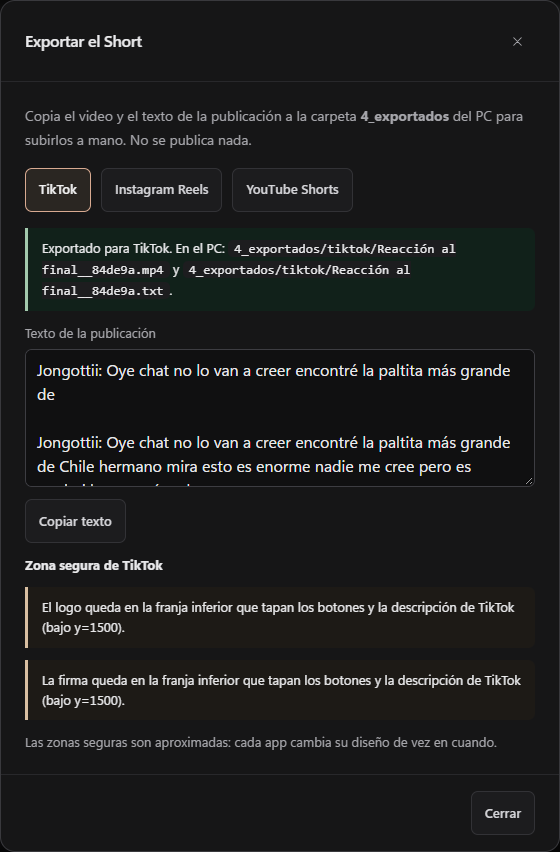 Exportar el Short
Copia el video y el texto de la publicación a la carpeta 4_exportados del PC para
subirlos a mano. No se publica nada.
TikTok
Instagram Reels
YouTube Shorts
Exportado para TikTok. En el PC: 4_exportados/tiktok/Reacción al
final__84de9a.mp4 y 4_exportados/tiktok/Reacción al
final__84de9a.txt.
Texto de la publicación
Jongottii: Oye chat no lo van a creer encontré la paltita más grande
de
Jongottii: Oye chat no lo van a creer encontré la paltita más grande
de Chile hermano mira esto es enorme nadie me cree pero es
Copiar texto
Zona segura de TikTok
El logo queda en la franja inferior que tapan los botones y la descripción de TikTok
(bajo y=1500).
La firma queda en la franja inferior que tapan los botones y la descripción de TikTok
(bajo y=1500).
Las zonas seguras son aproximadas: cada app cambia su diseño de vez en cuando.
Cerrar